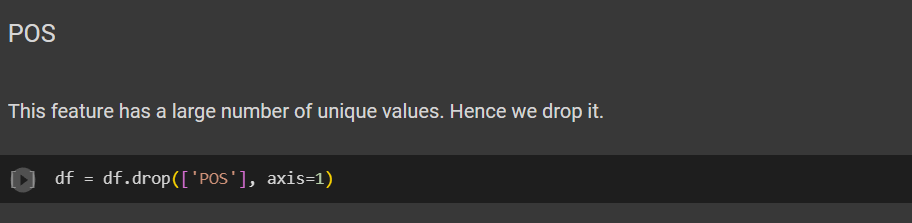 POS
This feature has a large number of unique values. Hence we drop it.
[ ] df = df.drop(['POS'], axis=1)